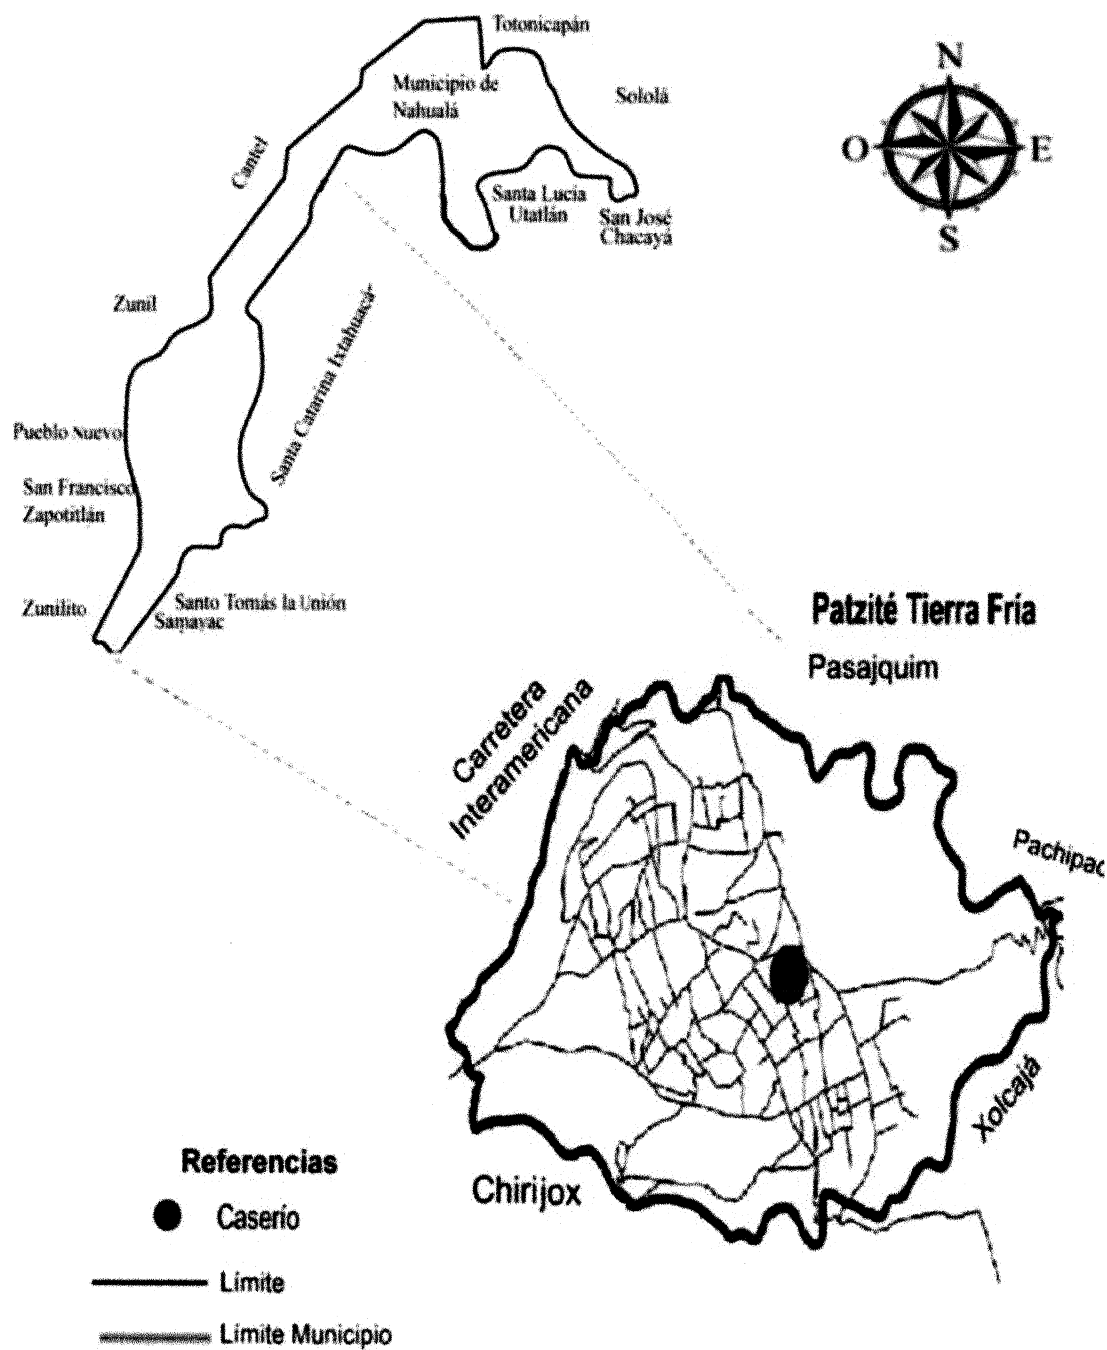 Totonicapán
N
Municipio de
Nahualá
Sololá
Cantel
O
E
Santa Lucia
Utatlán
San José
Chacayá
S
Zunil
Santa Catarina Ixtahuacá-
Pueblo Nuevo
San Francisco
Zapotitlán
Zunilito
Santo Tomás la Unión
Samayac
Patzité Tierra Fría
Pasajquim
Carretera
Interamericana
Pachipac
Xolcajá
Chirijox
Referencias
Caserío
Límite
Límite Municipio